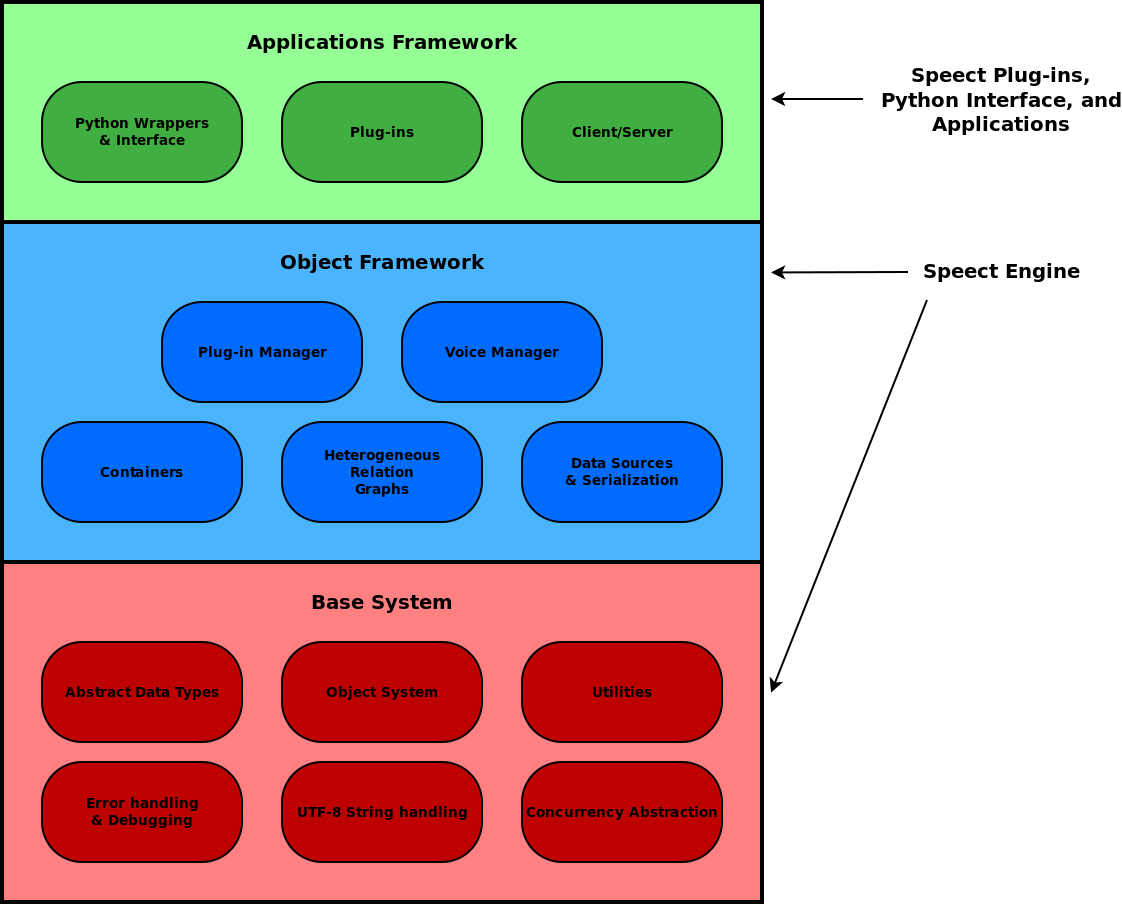 Applications Framework
Python Wrappers
& Interface
Plug-ins
Client/Server
Speect Plug-ins,
Python Interface, and
Applications
Object Framework
Speect Engine
Plug-in Manager
Voice Manager
Containers
Heterogeneous
Relation
Graphs
Data Sources
& Serialization
Base System
Abstract Data Types
Object System
Utilities
Error handling
& Debugging
UTF-8 String handling
Concurrency Abstraction